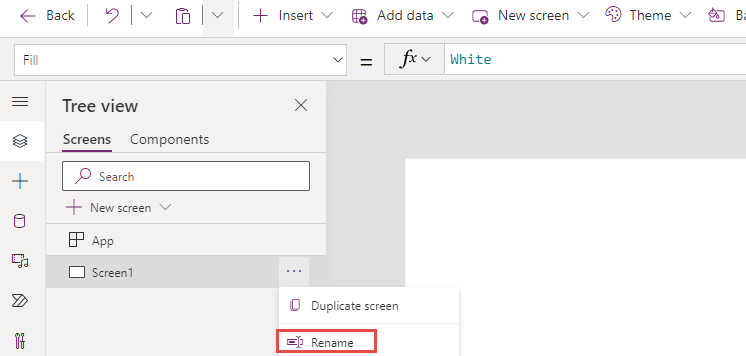 Back Insert Add data New screen Theme Ba
Fill = fx White
Tree view
Screens Components
Search
New screen
App
Screen1 ...
Duplicate screen
Rename